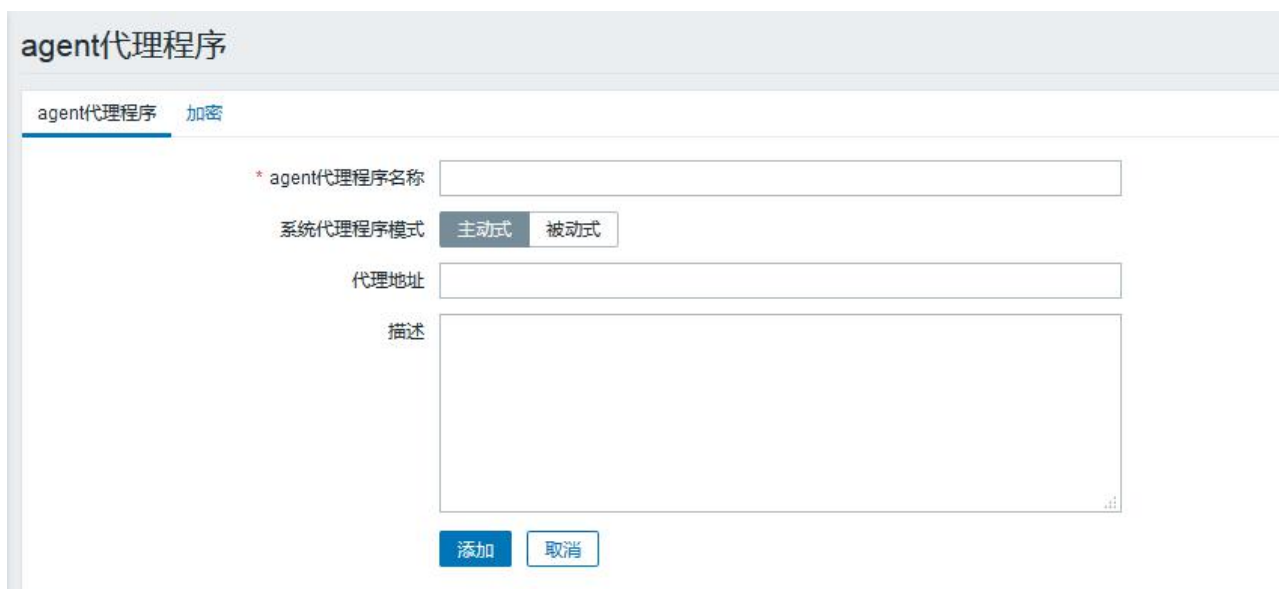 agent代理程序
agent代理程序 加密
* agent代理程序名称
系统代理程序模式 主动式 被动式
代理地址
描述
添加 取消